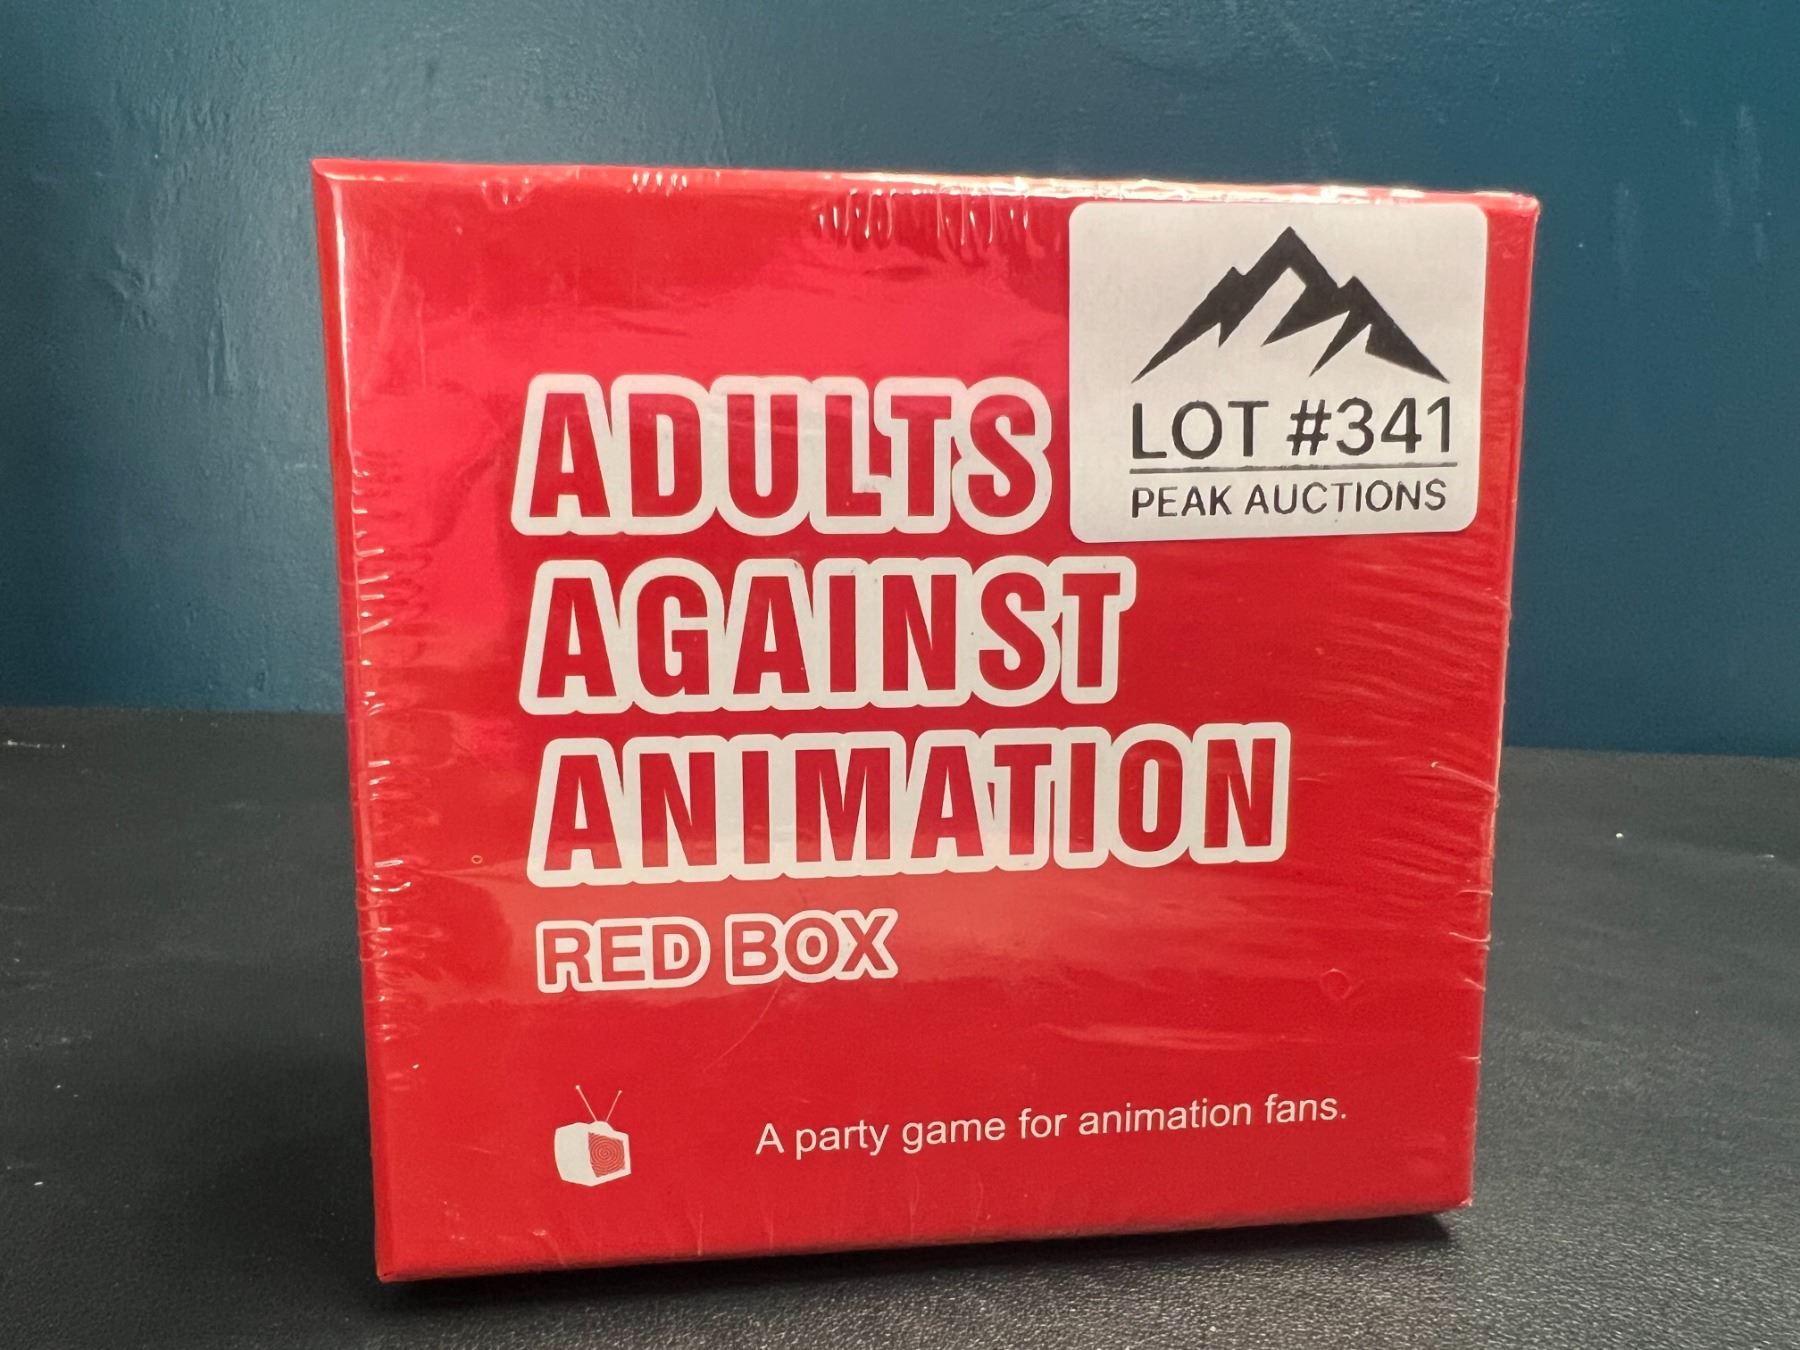 LOT #341
PEAK AUCTIONS
ADULTS
AGAINST
ANIMATION
RED BOX
A party game for animation fans.